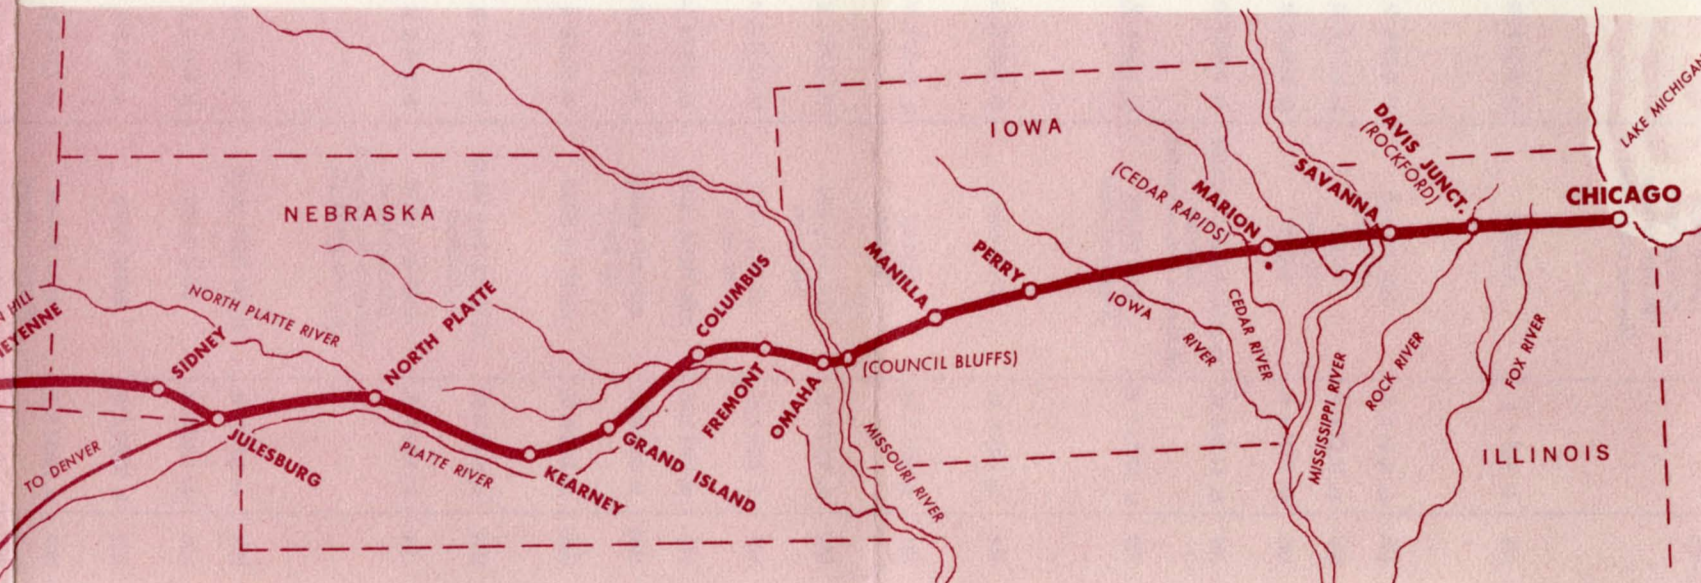 IOWA
NEBRASKA
ILLINOIS
LAKE MICHIGAN
CHICAGO
DAVIS JUNCT.
(ROCKFORD)
SAVANNA
MARION
(CEDAR RAPIDS)
PERRY
MANILLA
(COUNCIL BLUFFS)
OMAHA
FREMONT
COLUMBUS
GRAND ISLAND
KEARNEY
NORTH PLATTE
JULESBURG
SIDNEY
HILL
EYENNE
TO DENVER
NORTH PLATTE RIVER
PLATTE RIVER
MISSOURI RIVER
IOWA
RIVER
CEDAR RIVER
MISSISSIPPI RIVER
ROCK RIVER
FOX RIVER